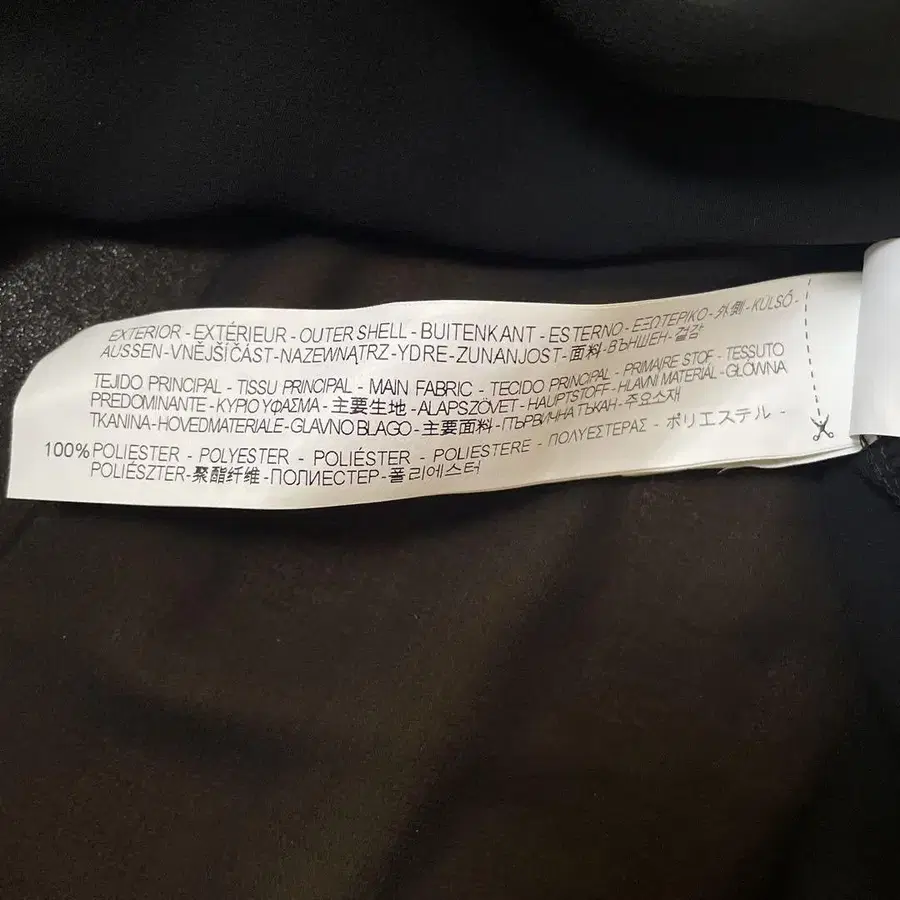 EXTERIOR - EXTÉRIEUR - OUTER SHELL - BUITENKANT - ESTERNO - ΕΞΩΤΕΡΙΚΟ - 外側 - KÜLSŐ -
AUSSEN-VNĚJŠÍ ČÁST-NAZEWNĄTRZ-YDRE-ZUNANJOST-面料-ВЪНШЕН-겉감
TEJIDO PRINCIPAL - TISSU PRINCIPAL - MAIN FABRIC - TECIDO PRINCIPAL - PRIMAIRE STOF - TESSUTO
PREDOMINANTE - ΚΥΡΙΟ ΥΦΑΣΜΑ - 主要生地 - ALAPSZÖVET - HAUPTSTOFF - HLAVNÍ MATERIÁL - GŁÓWNA
TKANINA-HOVEDMATERIALE-GLAVNO BLAGO-主要面料-ПЪРВИЧНА ТЪКАН-주요소재
100% POLIESTER - POLYESTER - POLIÉSTER - POLIESTERE - ΠΟΛΥΕΣΤΕΡΑΣ - ポリエステル -
POLIÉSZTER-聚酯纤维-ПОЛИЕСТЕР-폴리에스터